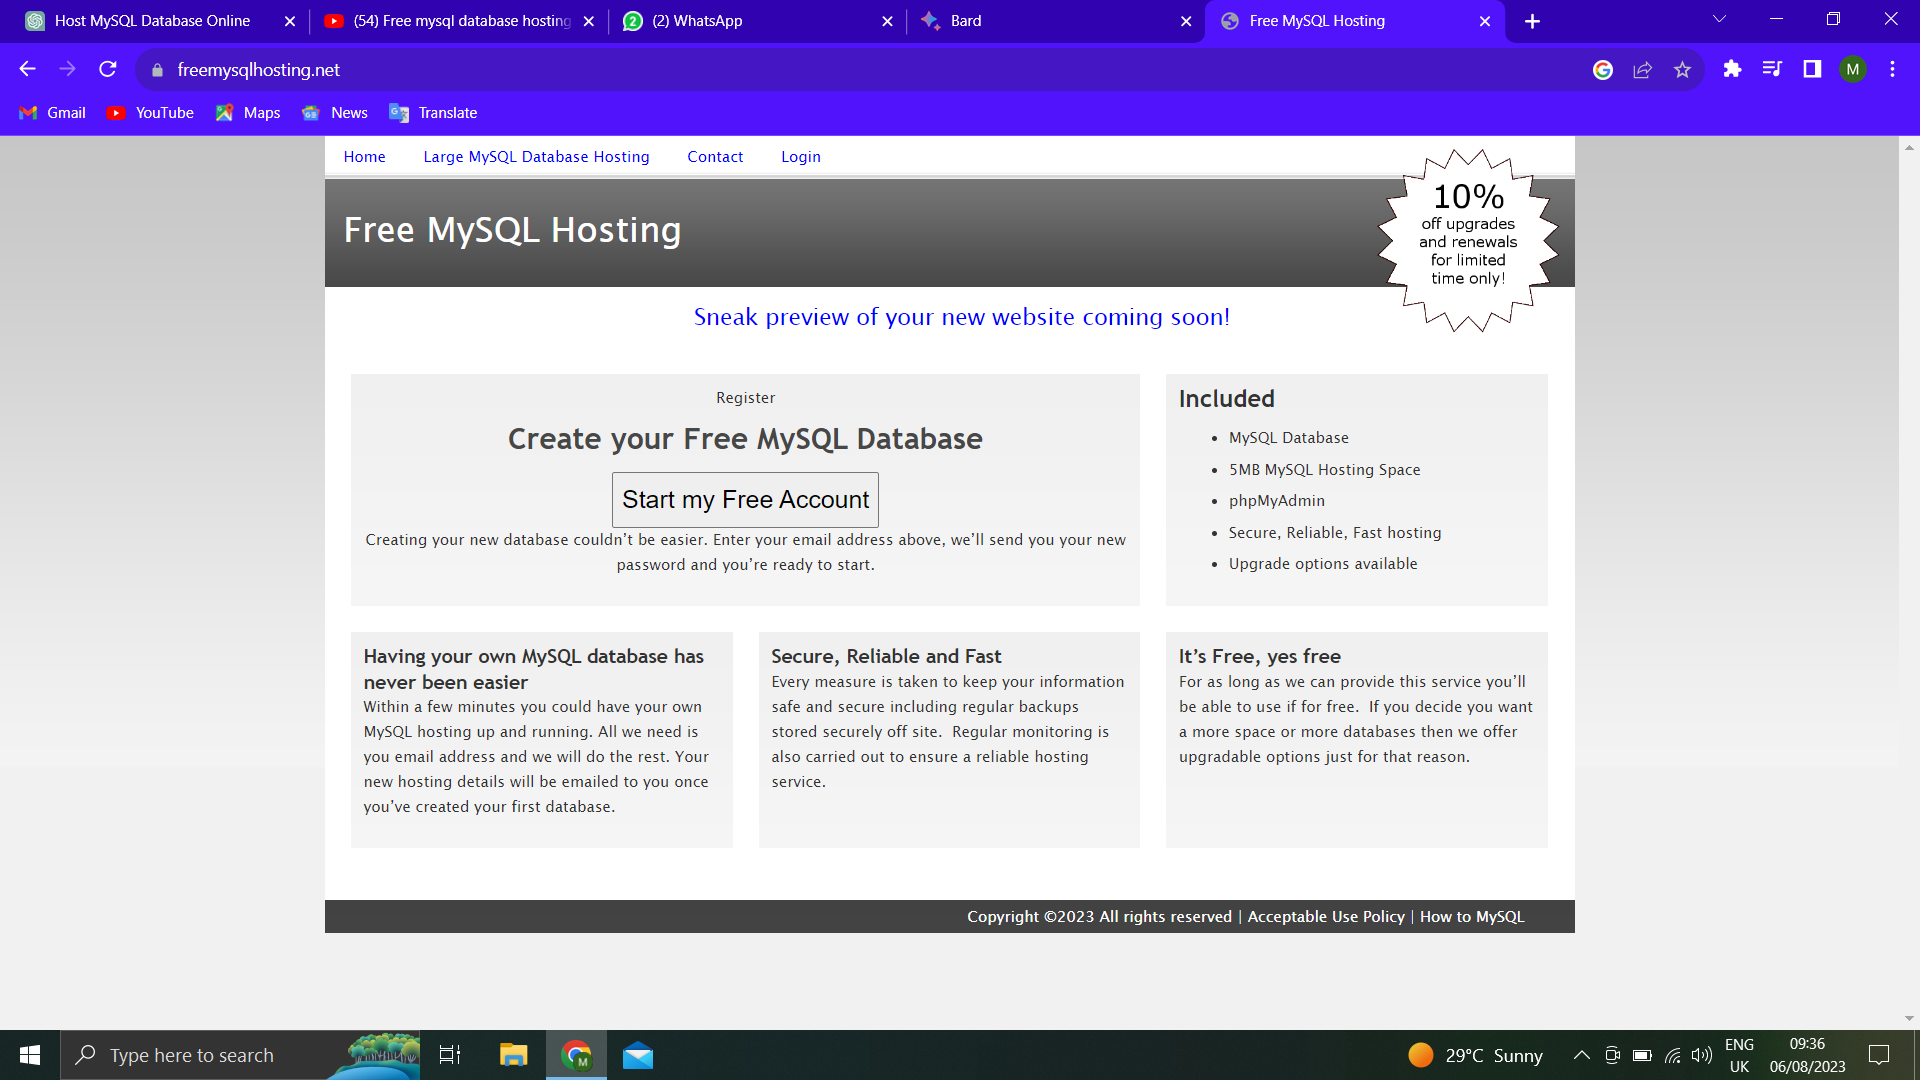 Host MySQL Database Online
(54) Free mysql database hosting
(2) WhatsApp
Bard
Free MySQL Hosting
freemysqlhosting.net
M
Gmail
YouTube
Maps
News
Translate
Home
Large MySQL Database Hosting
Contact
Login
Free MySQL Hosting
10%
off upgrades
and renewals
for limited
time only!
Sneak preview of your new website coming soon!
Register
Create your Free MySQL Database
Start my Free Account
Creating your new database couldn’t be easier. Enter your email address above, we’ll send you your new
password and you’re ready to start.
Included
• MySQL Database
• 5MB MySQL Hosting Space
• phpMyAdmin
• Secure, Reliable, Fast hosting
• Upgrade options available
Having your own MySQL database has
never been easier
Within a few minutes you could have your own
MySQL hosting up and running. All we need is
you email address and we will do the rest. Your
new hosting details will be emailed to you once
you’ve created your first database.
Secure, Reliable and Fast
Every measure is taken to keep your information
safe and secure including regular backups
stored securely off site. Regular monitoring is
also carried out to ensure a reliable hosting
service.
It’s Free, yes free
For as long as we can provide this service you’ll
be able to use if for free. If you decide you want
a more space or more databases then we offer
upgradable options just for that reason.
Copyright ©2023 All rights reserved | Acceptable Use Policy | How to MySQL
Type here to search
M
29°C Sunny
ENG
UK
09:36
06/08/2023